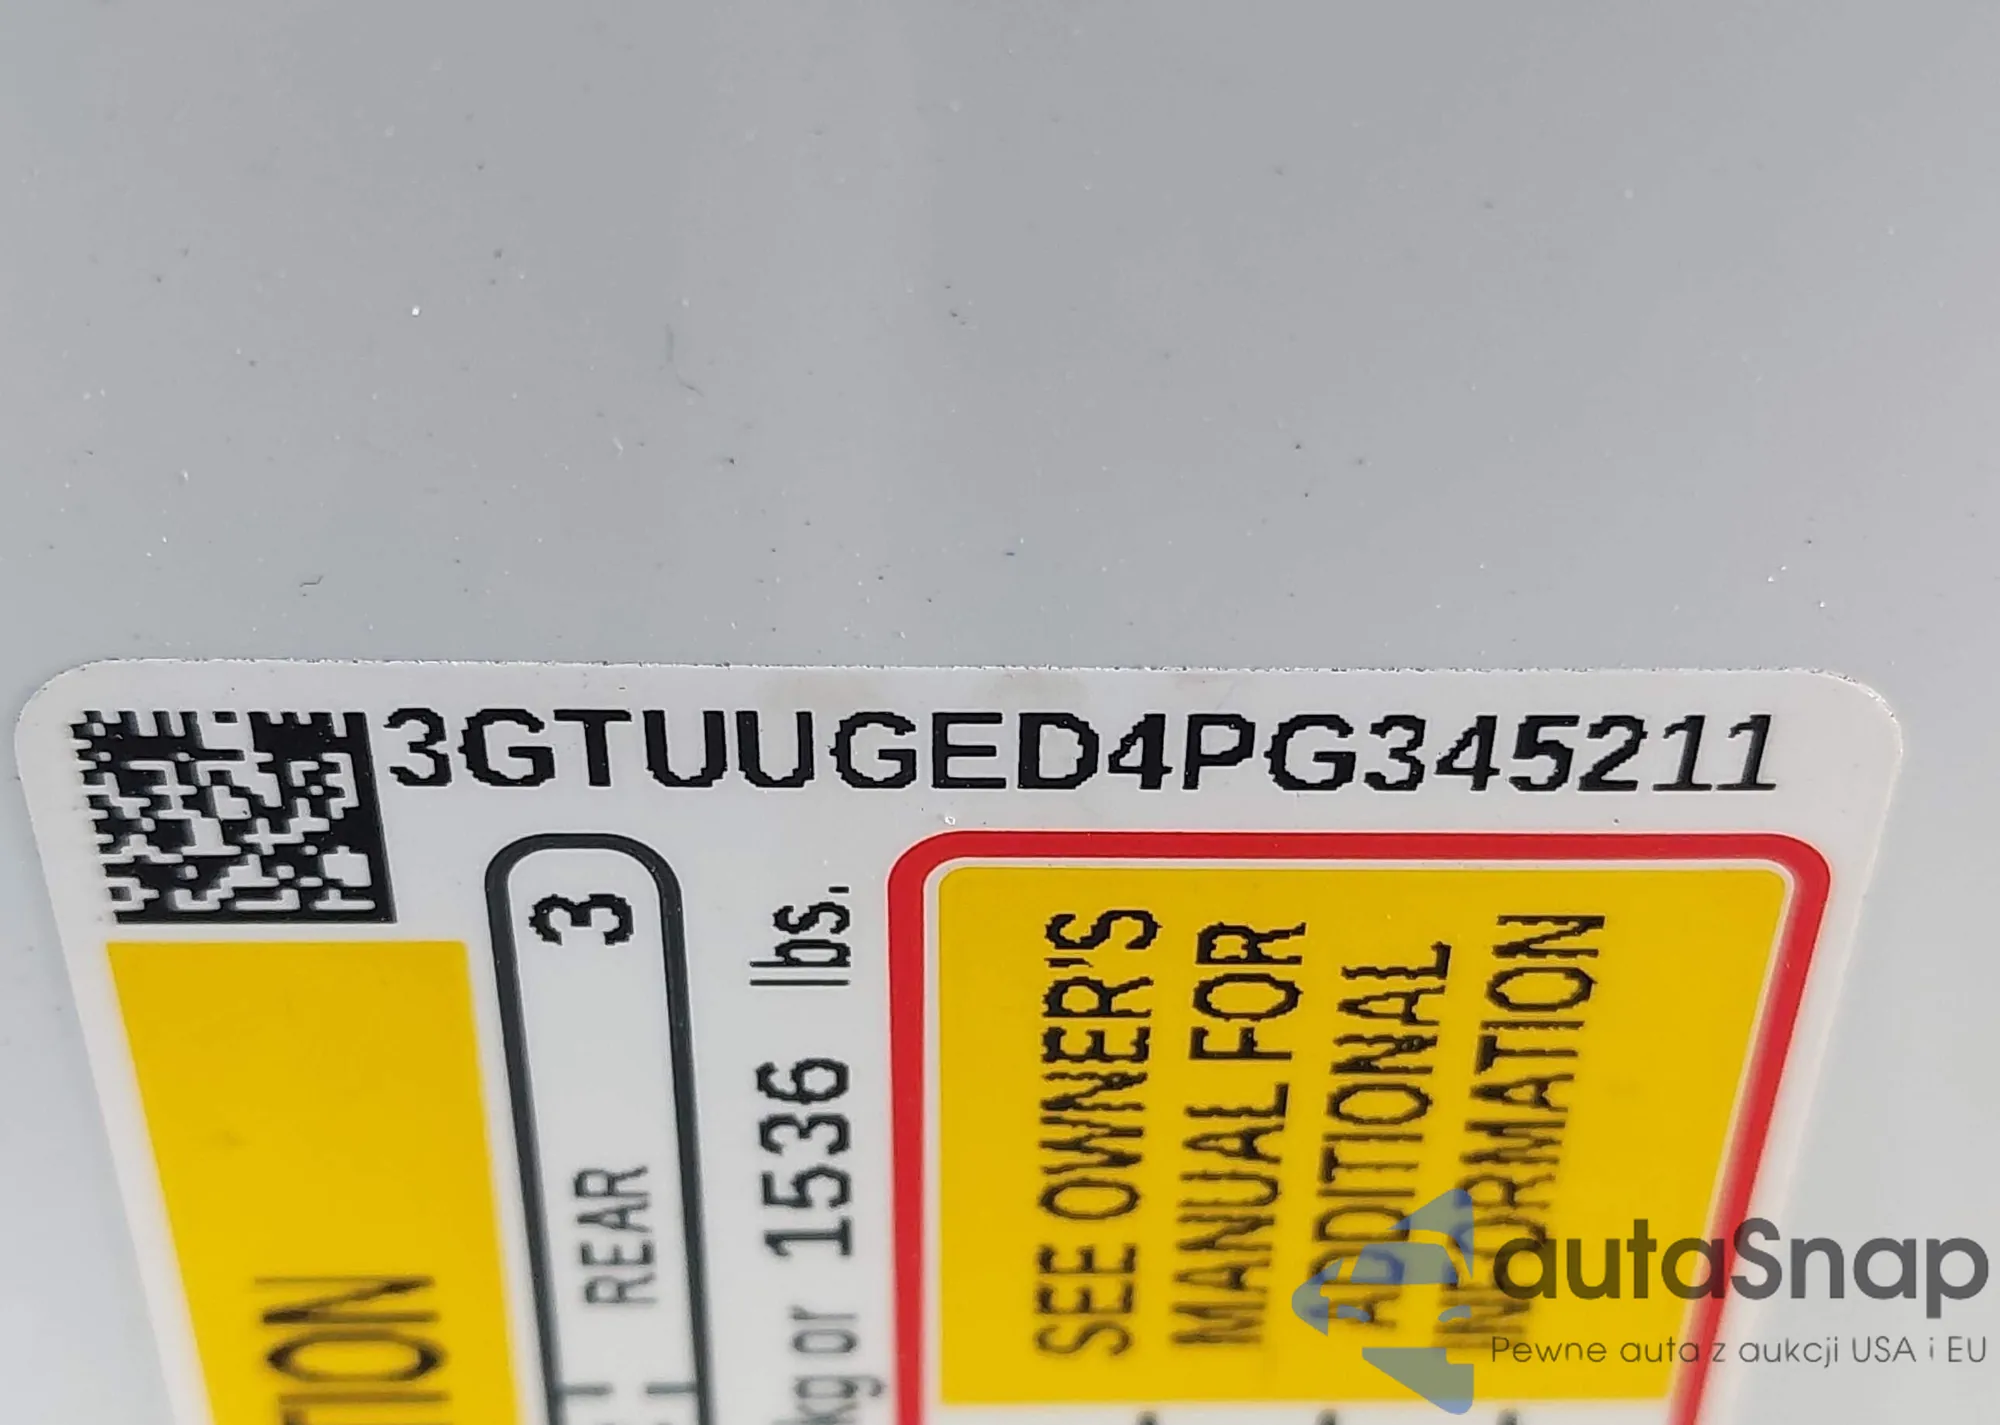 3GTUUGED4PG345211
3
REAR
kg or 1536 lbs.
SEE OWNER'S
MANUAL FOR
ADDITIONAL
INFORMATION
autaSnap
Pewne auta z aukcji USA i EU